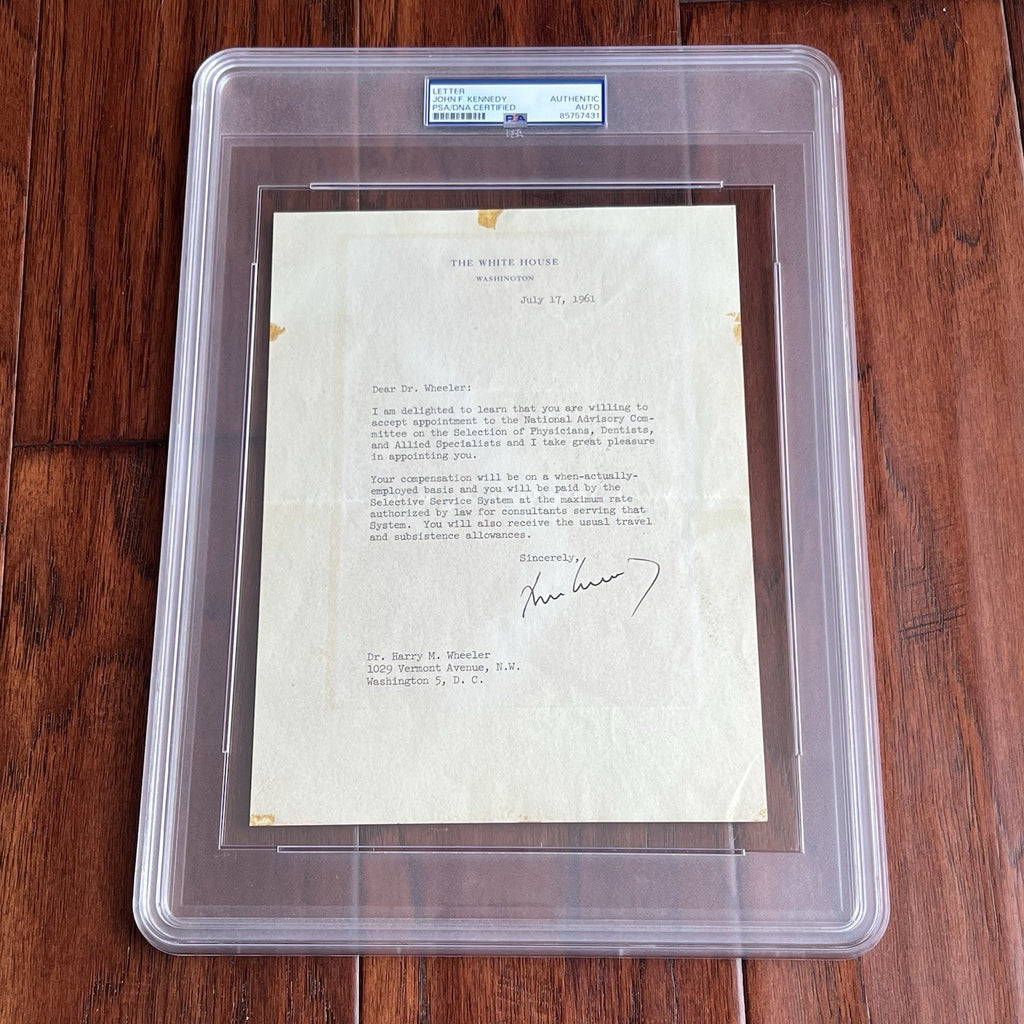 LETTER
JOHN F. KENNEDY AUTHENTIC
PSA/DNA CERTIFIED AUTO
PSA 85757431
PSA
THE WHITE HOUSE
WASHINGTON
July 17, 1961
Dear Dr. Wheeler:
I am delighted to learn that you are willing to
accept appointment to the National Advisory Com-
mittee on the Selection of Physicians, Dentists,
and Allied Specialists and I take great pleasure
in appointing you.
Your compensation will be on a when-actually-
employed basis and you will be paid by the
Selective Service System at the maximum rate
authorized by law for consultants serving that
System. You will also receive the usual travel
and subsistence allowances.
Sincerely,
Dr. Harry M. Wheeler
1029 Vermont Avenue, N.W.
Washington 5, D. C.